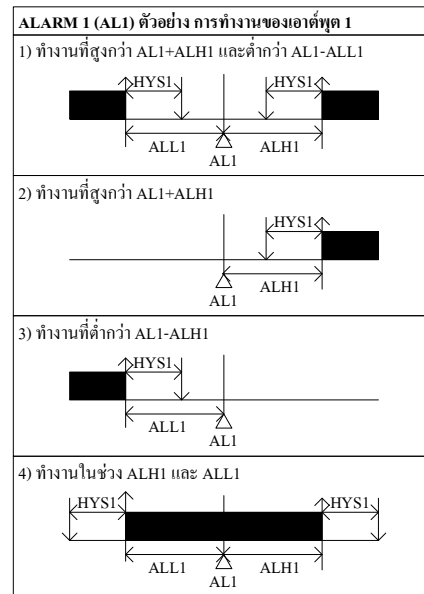 ALARM 1 (AL1) ตัวอย่าง การทำงานของเอาต์พุต 1
1) ทำงานที่สูงกว่า AL1+ALH1 และต่ำกว่า AL1-ALL1
HYS1 HYS1
ALL1 ALH1
AL1
2) ทำงานที่สูงกว่า AL1+ALH1
HYS1
ALH1
AL1
3) ทำงานที่ต่ำกว่า AL1-ALH1
HYS1
ALL1
AL1
4) ทำงานในช่วง ALH1 และ ALL1
HYS1 HYS1
ALL1 AL1 ALH1